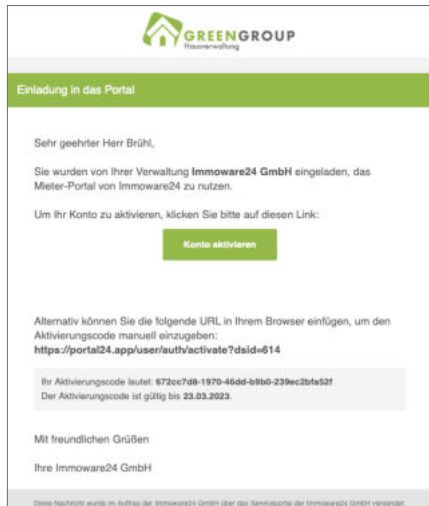 GREENGROUP
Hausverwaltung
Einladung in das Portal
Sehr geehrter Herr Brühl,
Sie wurden von Ihrer Verwaltung Immoware24 GmbH eingeladen, das
Mieter-Portal von Immoware24 zu nutzen.
Um Ihr Konto zu aktivieren, klicken Sie bitte auf diesen Link:
Konto aktivieren
Alternativ können Sie die folgende URL in Ihrem Browser einfügen, um den
Aktivierungscode manuell einzugeben:
https://portal24.app/user/auth/activate?dsid=614
Ihr Aktivierungscode lautet: 672cc7d8-1970-46dd-b9b0-239ec2bfa52f
Der Aktivierungscode ist gültig bis 23.03.2023.
Mit freundlichen Grüßen
Ihre Immoware24 GmbH
Diese Nachricht wurde im Auftrag der Immoware24 GmbH über das Serviceportal der Immoware24 GmbH versendet.